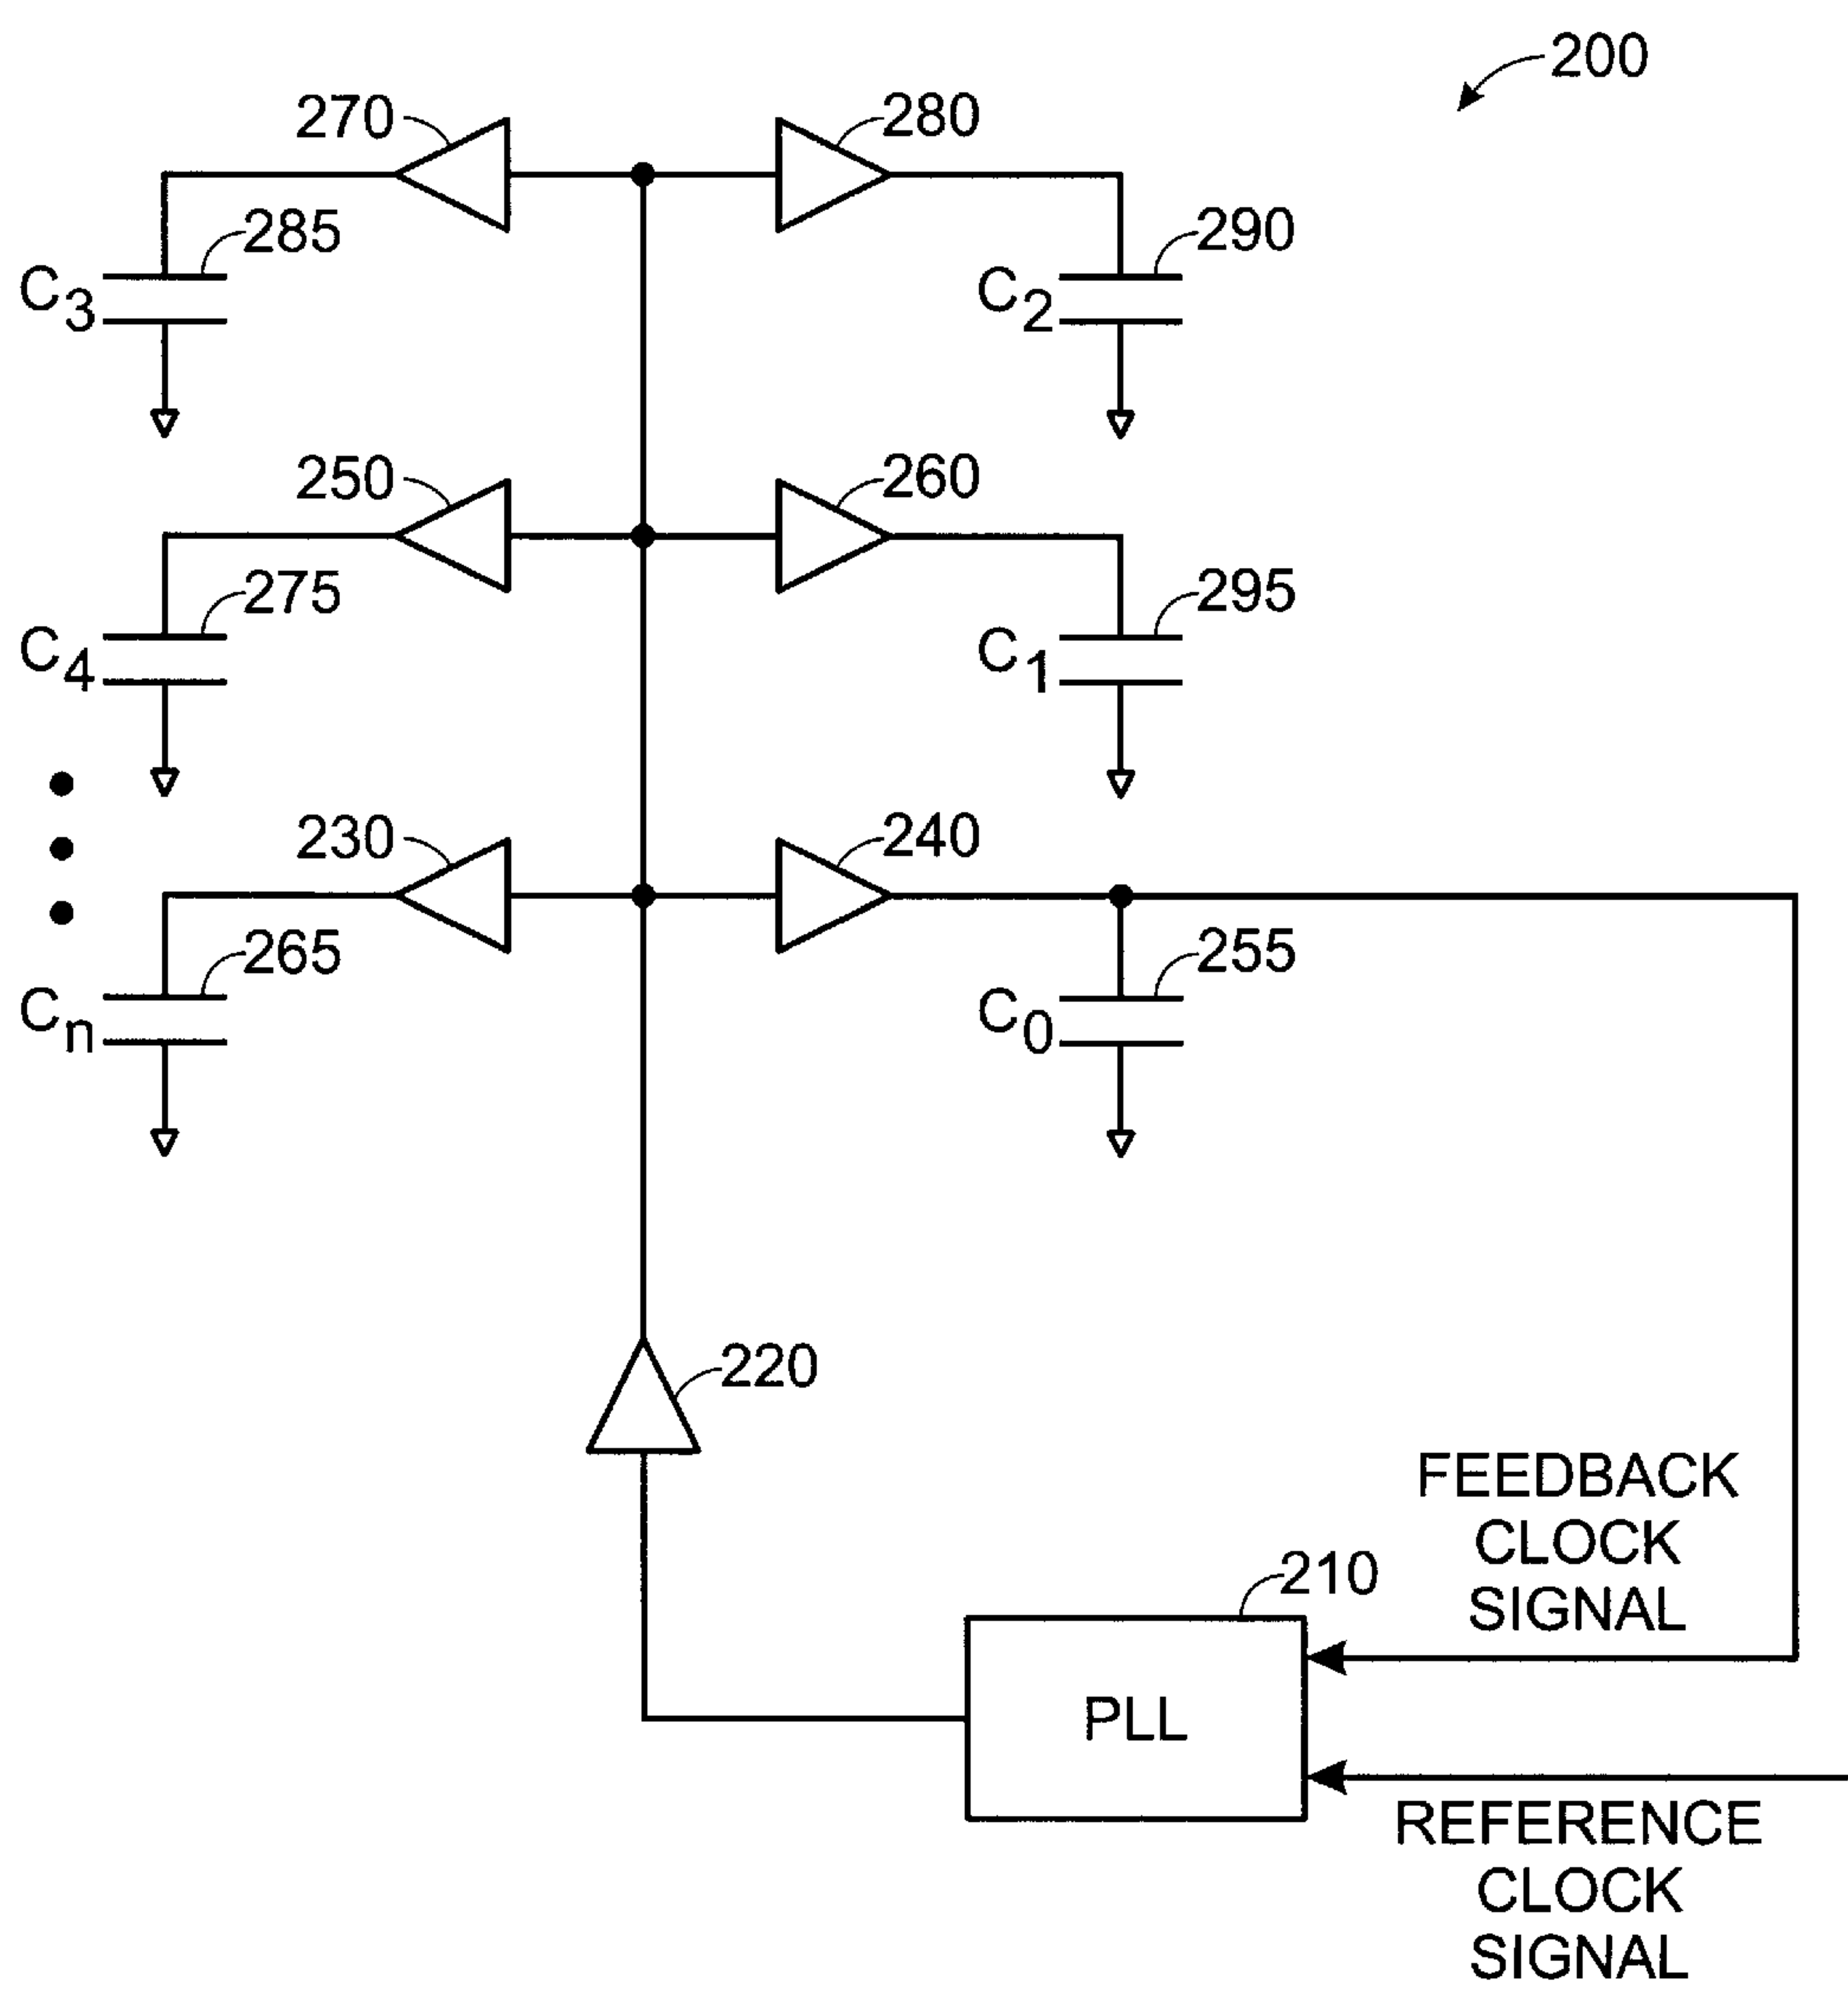 200
270
280
285
290
C3
C2
250
260
275
295
C4
C1
230
240
265
255
Cn
C0
220
FEEDBACK
CLOCK
SIGNAL
210
PLL
REFERENCE
CLOCK
SIGNAL